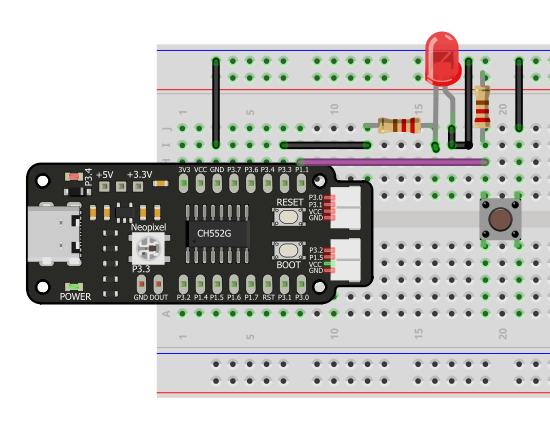 1 5 10 15 20
J
I
3V3 VCC GND P3.7 P3.6 P3.4 P3.3 P1.1
P3.4
+5V +3.3V
RESET
P3.0
P3.1
VCC
GND
Neopixel
CH552G
P3.3
BOOT
P3.2
P1.5
VCC
GND
POWER
GND DOUT P3.2 P1.4 P1.5 P1.6 P1.7 RST P3.1 P3.0
A
1 5 10 15 20